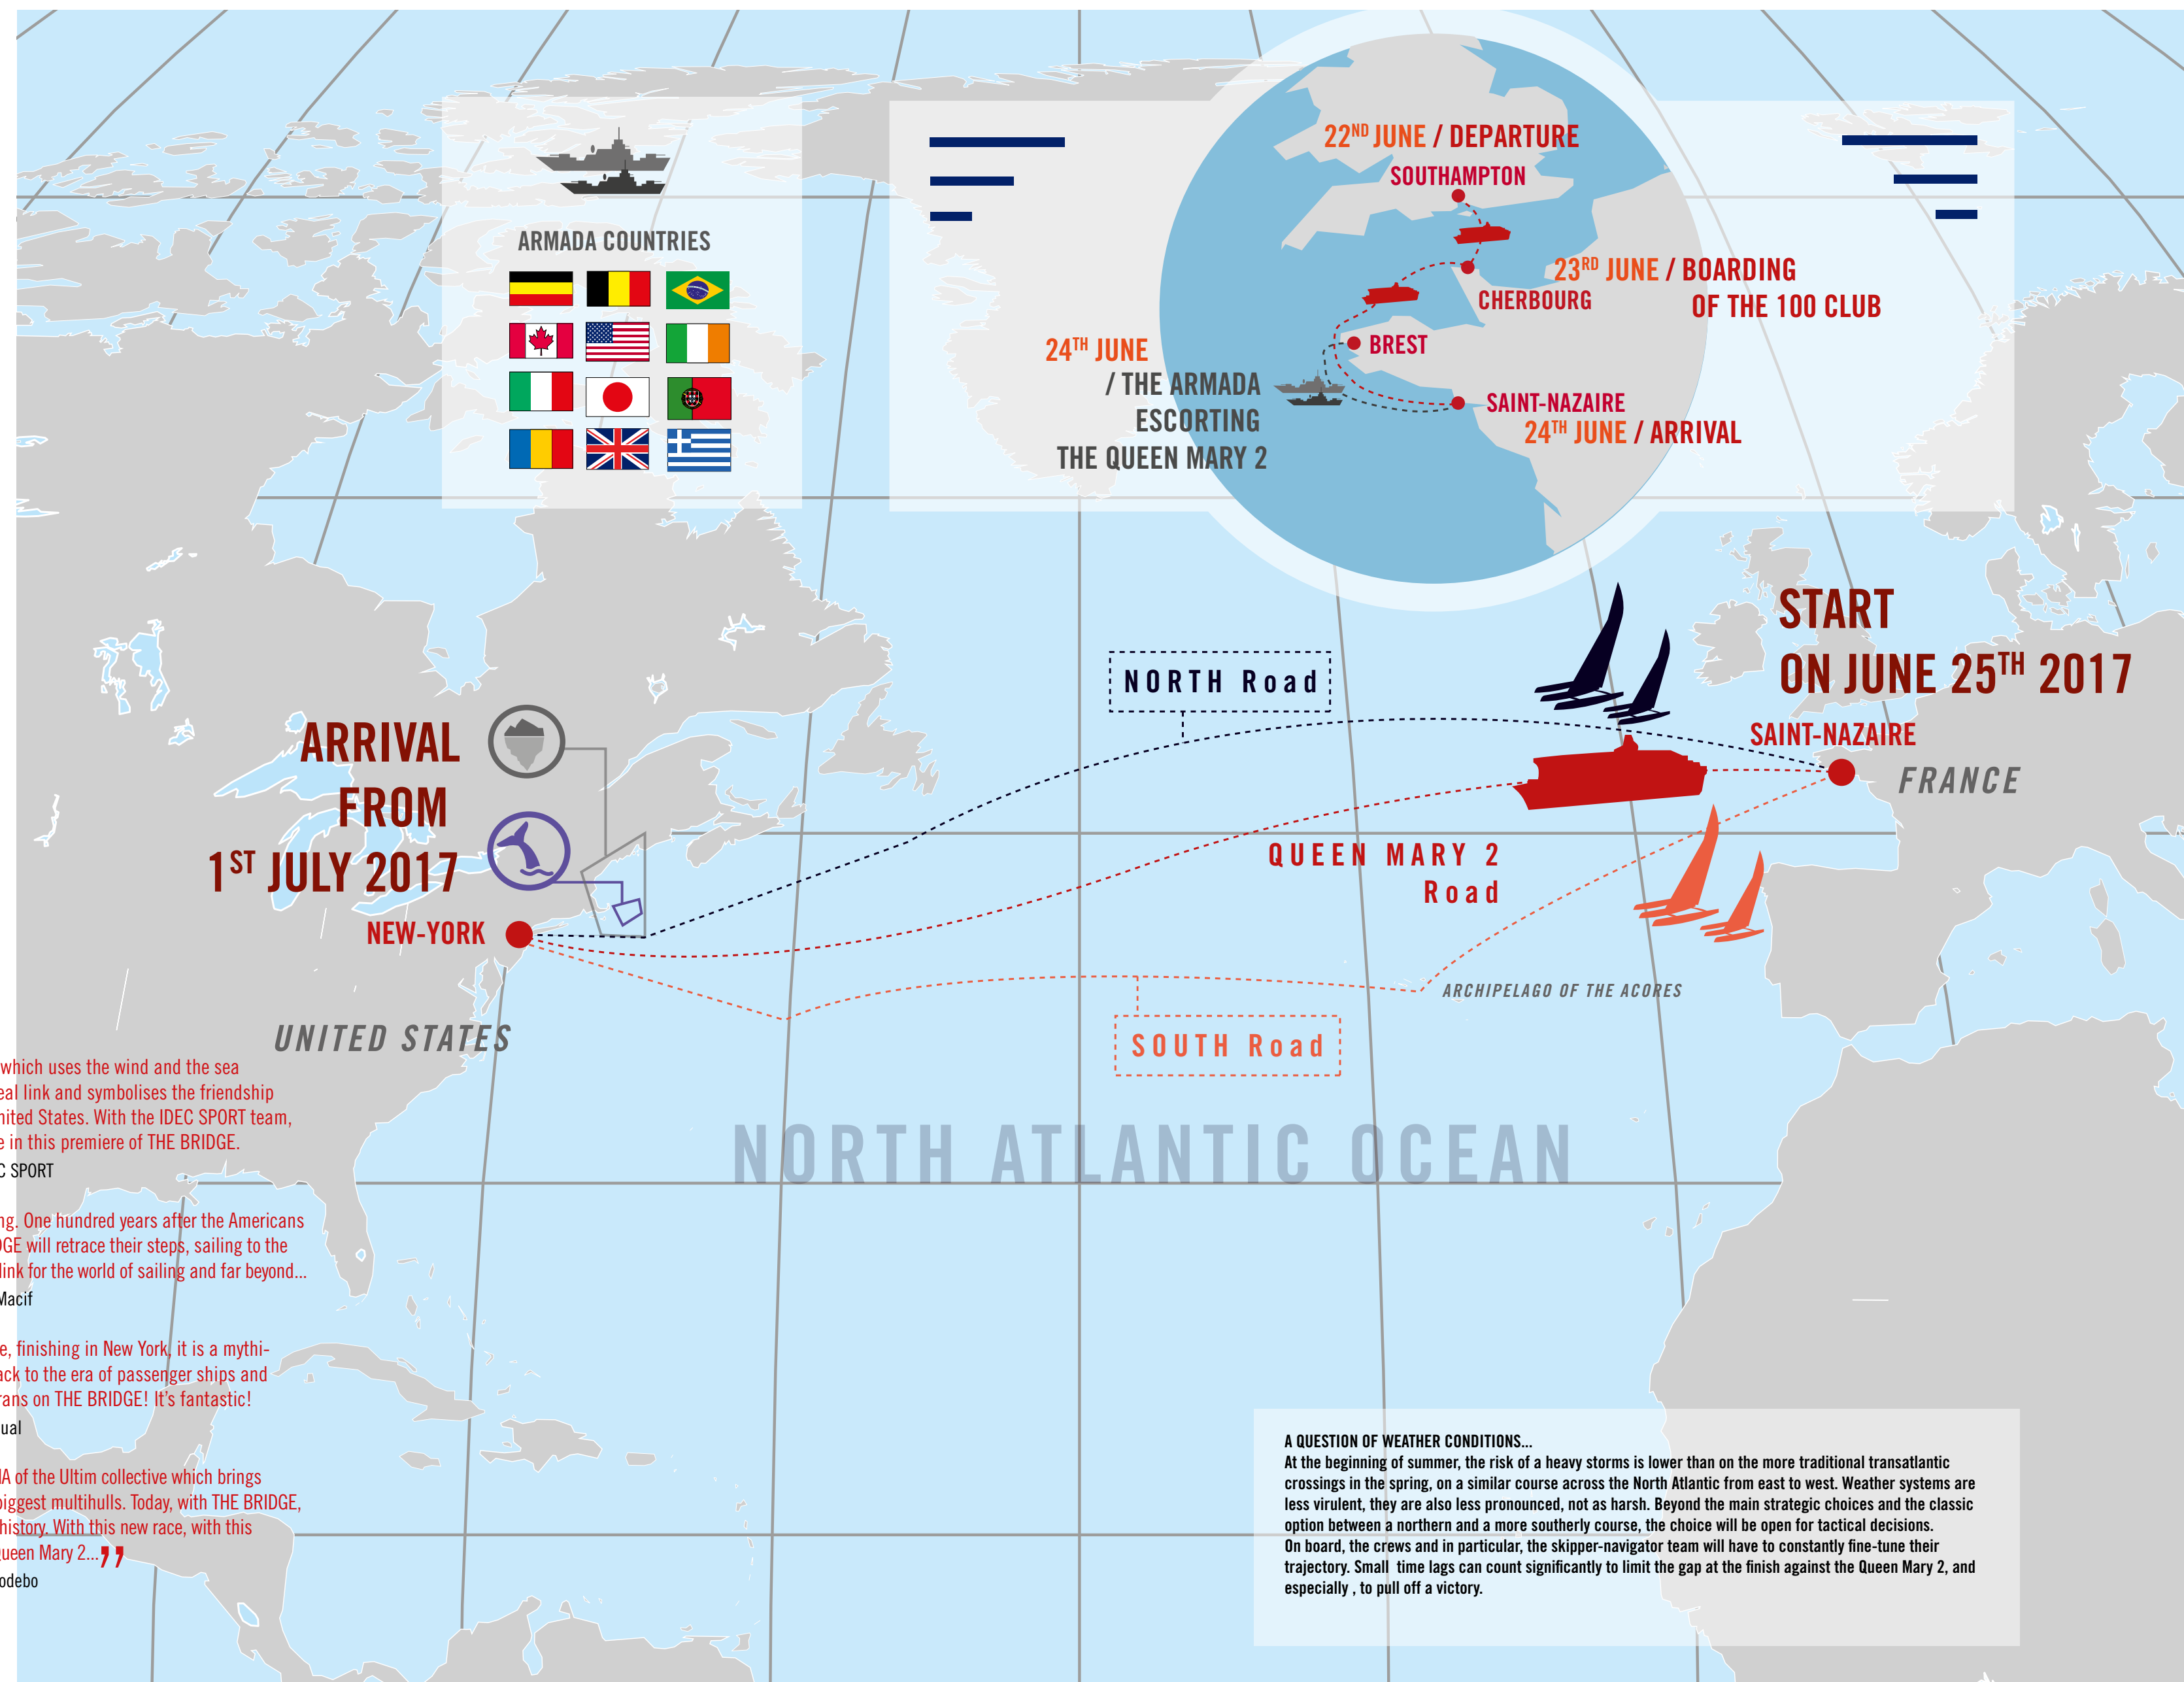 22ND JUNE / DEPARTURE
SOUTHAMPTON
ARMADA COUNTRIES
23RD JUNE / BOARDING
OF THE 100 CLUB
CHERBOURG
BREST
24TH JUNE
/ THE ARMADA
ESCORTING
THE QUEEN MARY 2
SAINT-NAZAIRE
24TH JUNE / ARRIVAL
START
ON JUNE 25TH 2017
SAINT-NAZAIRE
FRANCE
NORTH Road
ARRIVAL
FROM
1ST JULY 2017
NEW-YORK
QUEEN MARY 2
Road
ARCHIPELAGO OF THE ACORES
SOUTH Road
UNITED STATES
NORTH ATLANTIC OCEAN
which uses the wind and the sea
eal link and symbolises the friendship
nited States. With the IDEC SPORT team,
e in this premiere of THE BRIDGE.
C SPORT
ng. One hundred years after the Americans
DGE will retrace their steps, sailing to the
link for the world of sailing and far beyond...
Macif
e, finishing in New York, it is a mythi-
ack to the era of passenger ships and
rans on THE BRIDGE! It's fantastic!
ual
NA of the Ultim collective which brings
biggest multihulls. Today, with THE BRIDGE,
history. With this new race, with this
Queen Mary 2...”
odebo
A QUESTION OF WEATHER CONDITIONS...
At the beginning of summer, the risk of a heavy storms is lower than on the more traditional transatlantic
crossings in the spring, on a similar course across the North Atlantic from east to west. Weather systems are
less virulent, they are also less pronounced, not as harsh. Beyond the main strategic choices and the classic
option between a northern and a more southerly course, the choice will be open for tactical decisions.
On board, the crews and in particular, the skipper-navigator team will have to constantly fine-tune their
trajectory. Small  time lags can count significantly to limit the gap at the finish against the Queen Mary 2, and
especially , to pull off a victory.